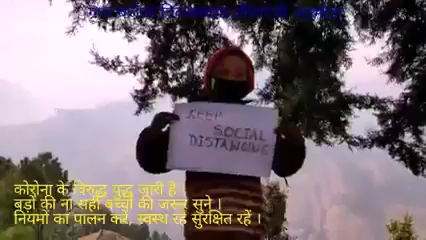 KEEP
SOCIAL
DISTANCING
कोरोना के विरुद्ध युद्ध जारी है
बड़ों की ना सही बच्चों की जरूर सुने ।
नियमों का पालन करें, स्वस्थ रहें सुरक्षित रहें ।